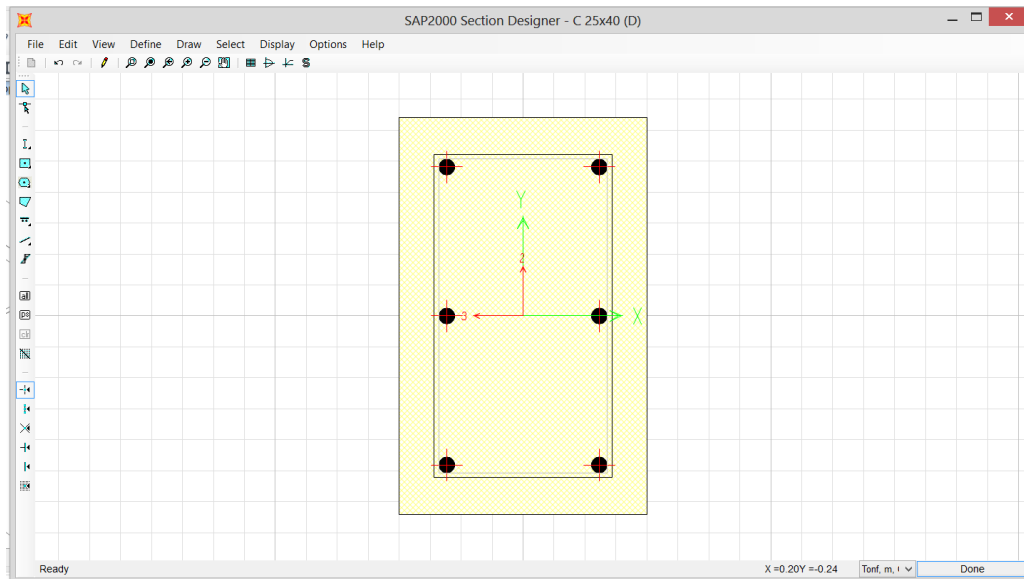 SAP2000 Section Designer - C 25x40 (D)
File Edit View Define Draw Select Display Options Help
Y
2
3
X
Ready
X =0.20Y =-0.24
Tonf, m,
Done